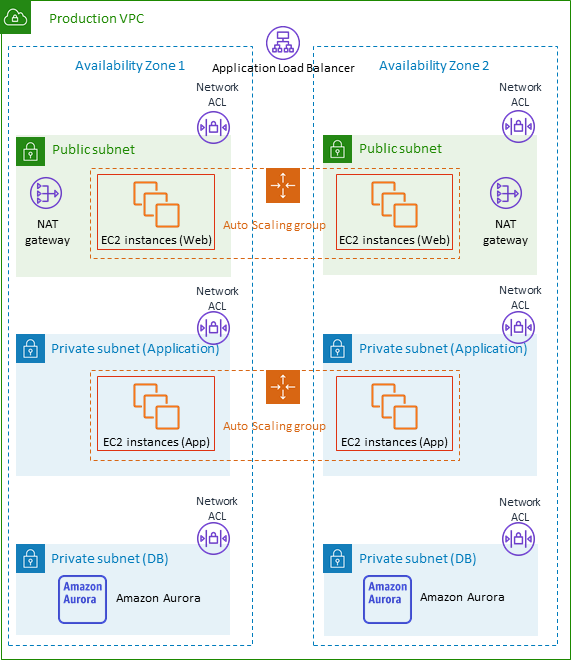 Production VPC
Availability Zone 1
Application Load Balancer
Availability Zone 2
Network
ACL
Network
ACL
Public subnet
Public subnet
NAT
gateway
EC2 instances (Web)
Auto Scaling group
EC2 instances (Web)
NAT
gateway
Network
ACL
Network
ACL
Private subnet (Application)
Private subnet (Application)
EC2 instances (App)
Auto Scaling group
EC2 instances (App)
Network
ACL
Network
ACL
Private subnet (DB)
Private subnet (DB)
Amazon
Aurora
Amazon Aurora
Amazon
Aurora
Amazon Aurora